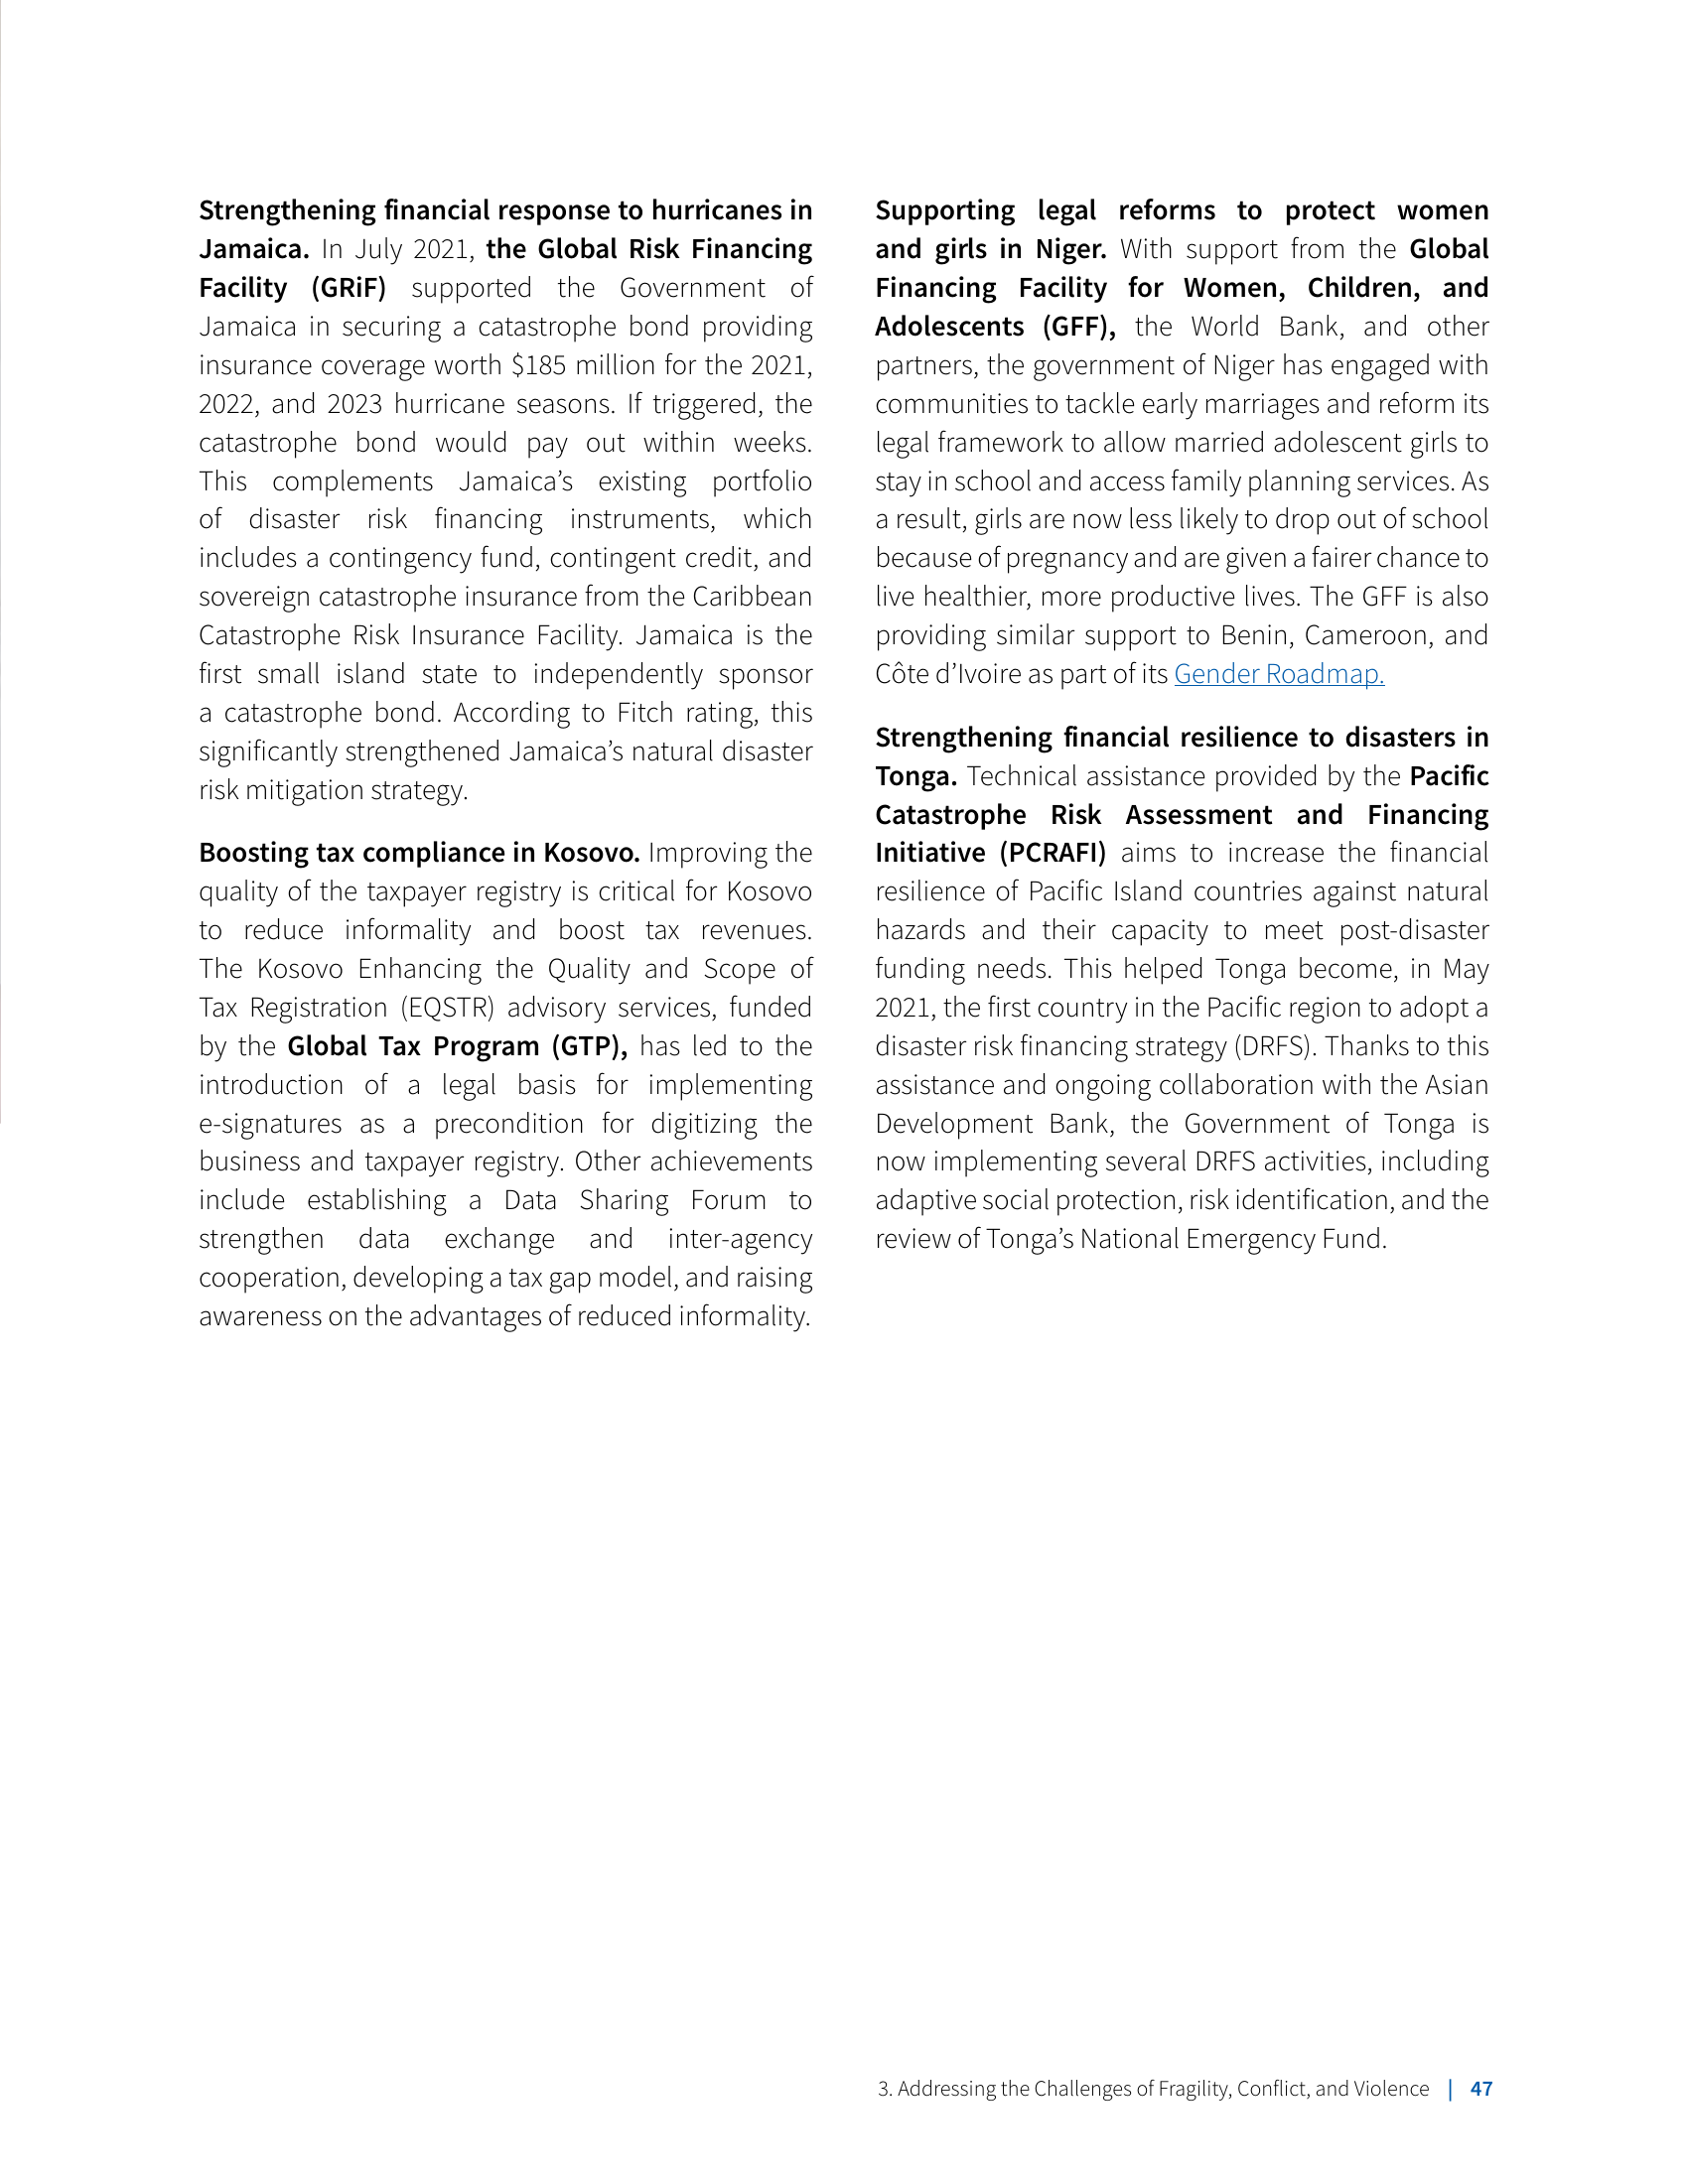 Strengthening financial response to hurricanes in
Jamaica. In July 2021, the Global Risk Financing
Facility (GRiF) supported the Government of
Jamaica in securing a catastrophe bond providing
insurance coverage worth $185 million for the 2021,
2022, and 2023 hurricane seasons. If triggered, the
catastrophe bond would pay out within weeks.
This complements Jamaica’s existing portfolio
of disaster risk financing instruments, which
includes a contingency fund, contingent credit, and
sovereign catastrophe insurance from the Caribbean
Catastrophe Risk Insurance Facility. Jamaica is the
first small island state to independently sponsor
a catastrophe bond. According to Fitch rating, this
significantly strengthened Jamaica’s natural disaster
risk mitigation strategy.
Boosting tax compliance in Kosovo. Improving the
quality of the taxpayer registry is critical for Kosovo
to reduce informality and boost tax revenues.
The Kosovo Enhancing the Quality and Scope of
Tax Registration (EQSTR) advisory services, funded
by the Global Tax Program (GTP), has led to the
introduction of a legal basis for implementing
e-signatures as a precondition for digitizing the
business and taxpayer registry. Other achievements
include establishing a Data Sharing Forum to
strengthen data exchange and inter-agency
cooperation, developing a tax gap model, and raising
awareness on the advantages of reduced informality.
Supporting legal reforms to protect women
and girls in Niger. With support from the Global
Financing Facility for Women, Children, and
Adolescents (GFF), the World Bank, and other
partners, the government of Niger has engaged with
communities to tackle early marriages and reform its
legal framework to allow married adolescent girls to
stay in school and access family planning services. As
a result, girls are now less likely to drop out of school
because of pregnancy and are given a fairer chance to
live healthier, more productive lives. The GFF is also
providing similar support to Benin, Cameroon, and
Côte d’Ivoire as part of its Gender Roadmap.
Strengthening financial resilience to disasters in
Tonga. Technical assistance provided by the Pacific
Catastrophe Risk Assessment and Financing
Initiative (PCRAFI) aims to increase the financial
resilience of Pacific Island countries against natural
hazards and their capacity to meet post-disaster
funding needs. This helped Tonga become, in May
2021, the first country in the Pacific region to adopt a
disaster risk financing strategy (DRFS). Thanks to this
assistance and ongoing collaboration with the Asian
Development Bank, the Government of Tonga is
now implementing several DRFS activities, including
adaptive social protection, risk identification, and the
review of Tonga’s National Emergency Fund.
3. Addressing the Challenges of Fragility, Conflict, and Violence | 47